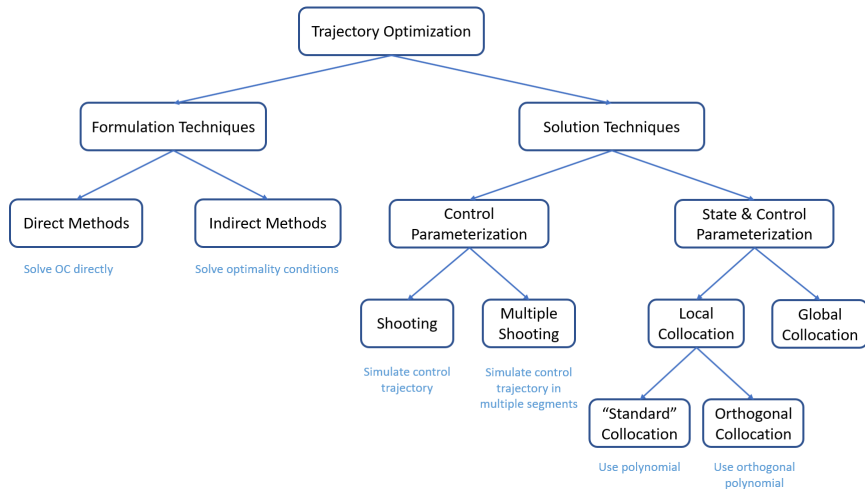 Trajectory Optimization
Formulation Techniques
Solution Techniques
Direct Methods
Indirect Methods
Control
Parameterization
State & Control
Parameterization
Solve OC directly
Solve optimality conditions
Shooting
Multiple
Shooting
Local
Collocation
Global
Collocation
Simulate control
trajectory
Simulate control
trajectory in
multiple segments
“Standard”
Collocation
Orthogonal
Collocation
Use polynomial
Use orthogonal
polynomial